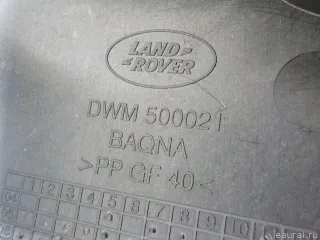 LAND
ROVER
DWM 500021
BAQNA
>PP GF 40<
1 2 3 4 5 6 7 8 9 10
euauto.ru